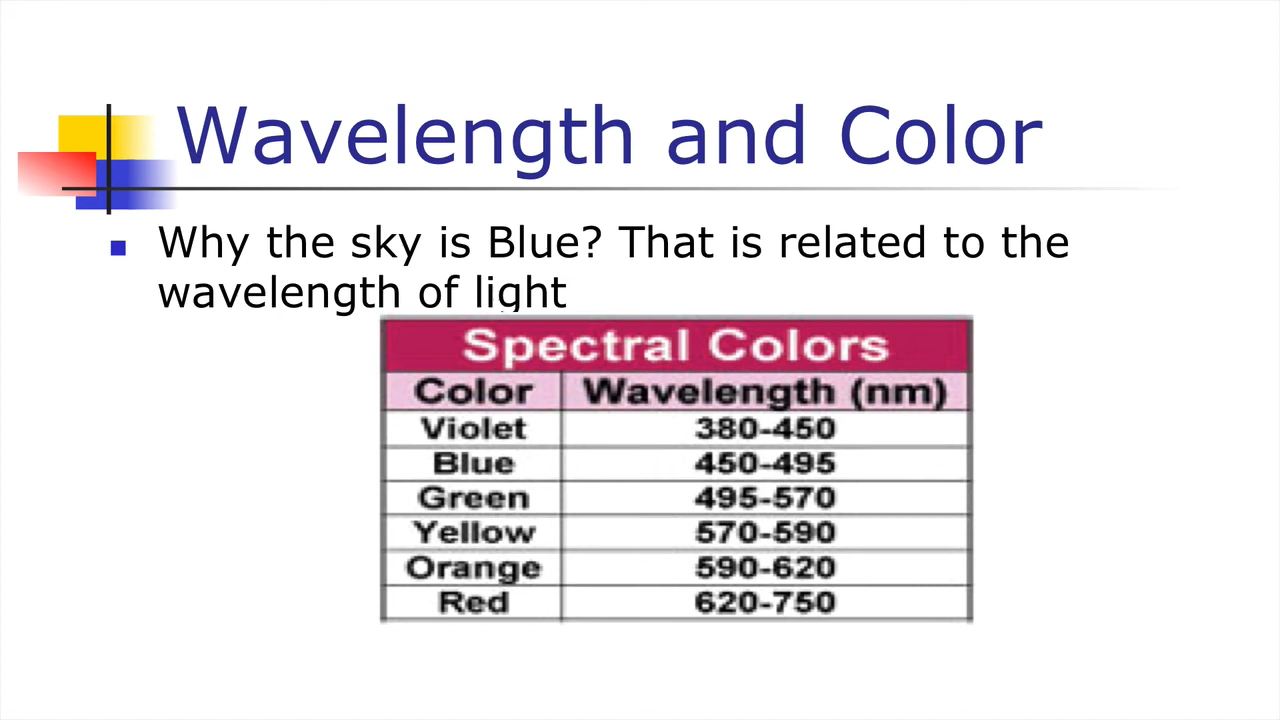 Wavelength and Color
Why the sky is Blue? That is related to the
wavelength of light
Spectral Colors
Color Wavelength (nm)
Violet 380-450
Blue 450-495
Green 495-570
Yellow 570-590
Orange 590-620
Red 620-750